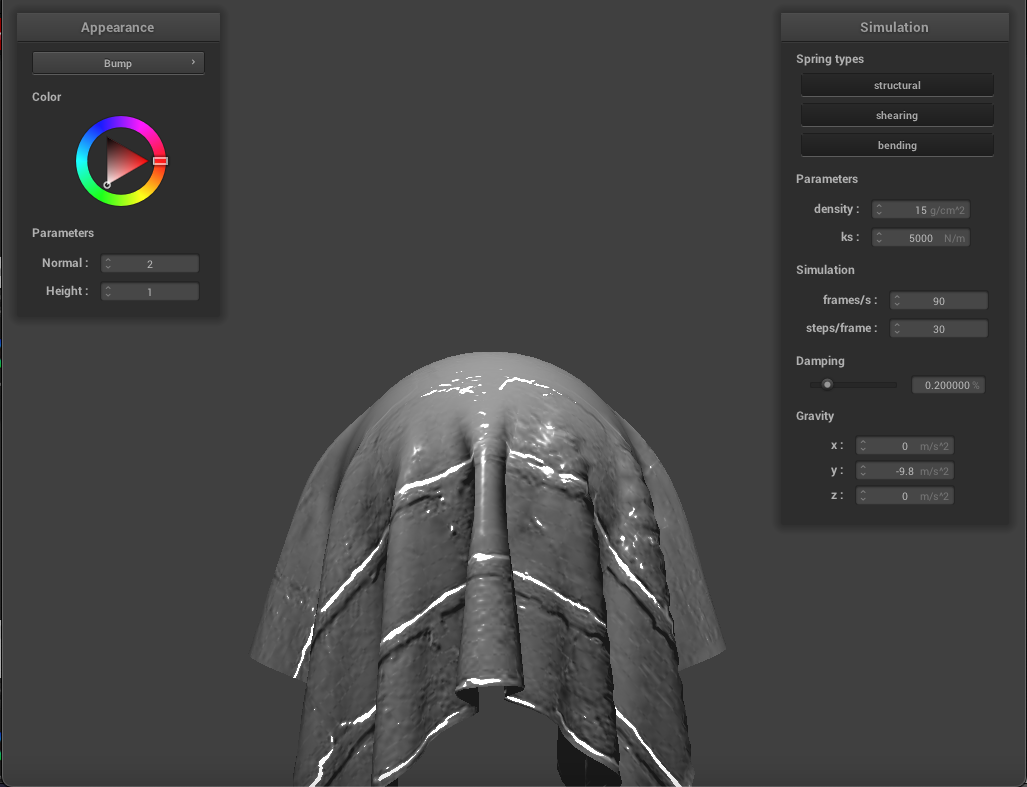 Appearance
Bump
Color
Parameters
Normal : 2
Height : 1
Simulation
Spring types
structural
shearing
bending
Parameters
density : 15 g/cm^2
ks : 5000 N/m
Simulation
frames/s : 90
steps/frame : 30
Damping
0.200000 %
Gravity
x : 0 m/s^2
y : -9.8 m/s^2
z : 0 m/s^2